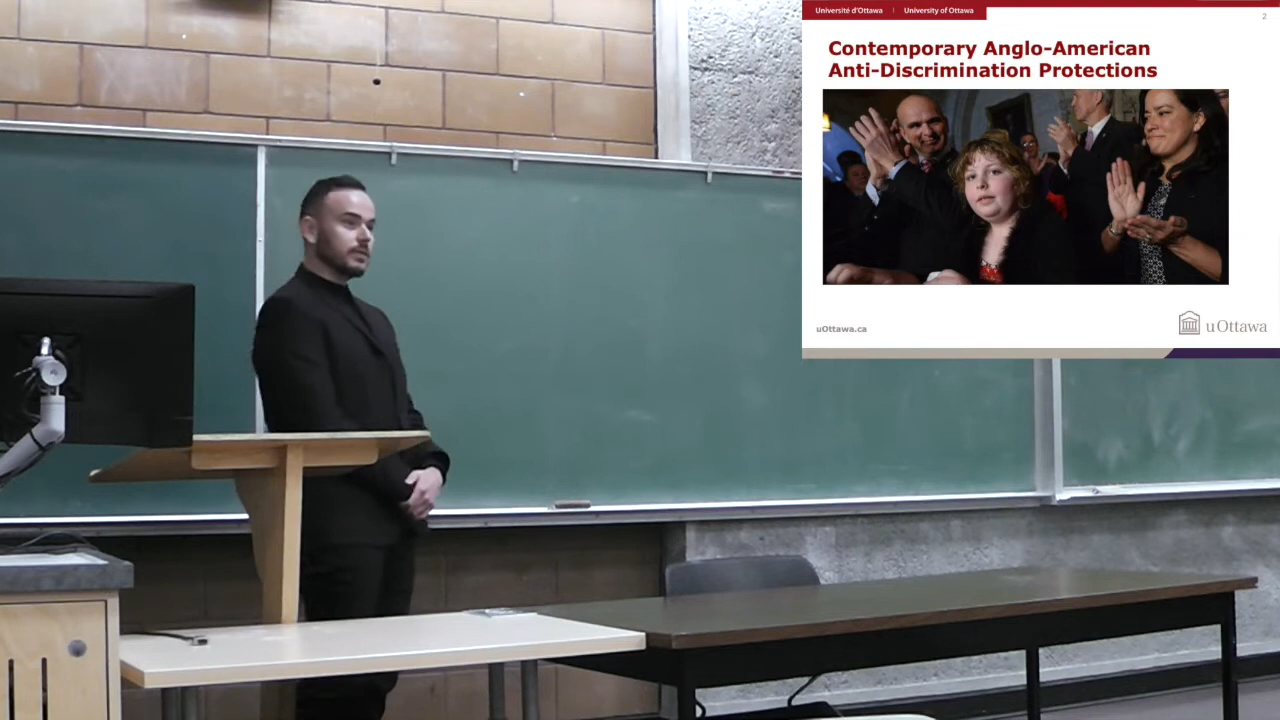 Université d'Ottawa | University of Ottawa
2
Contemporary Anglo-American
Anti-Discrimination Protections
uOttawa.ca
uOttawa